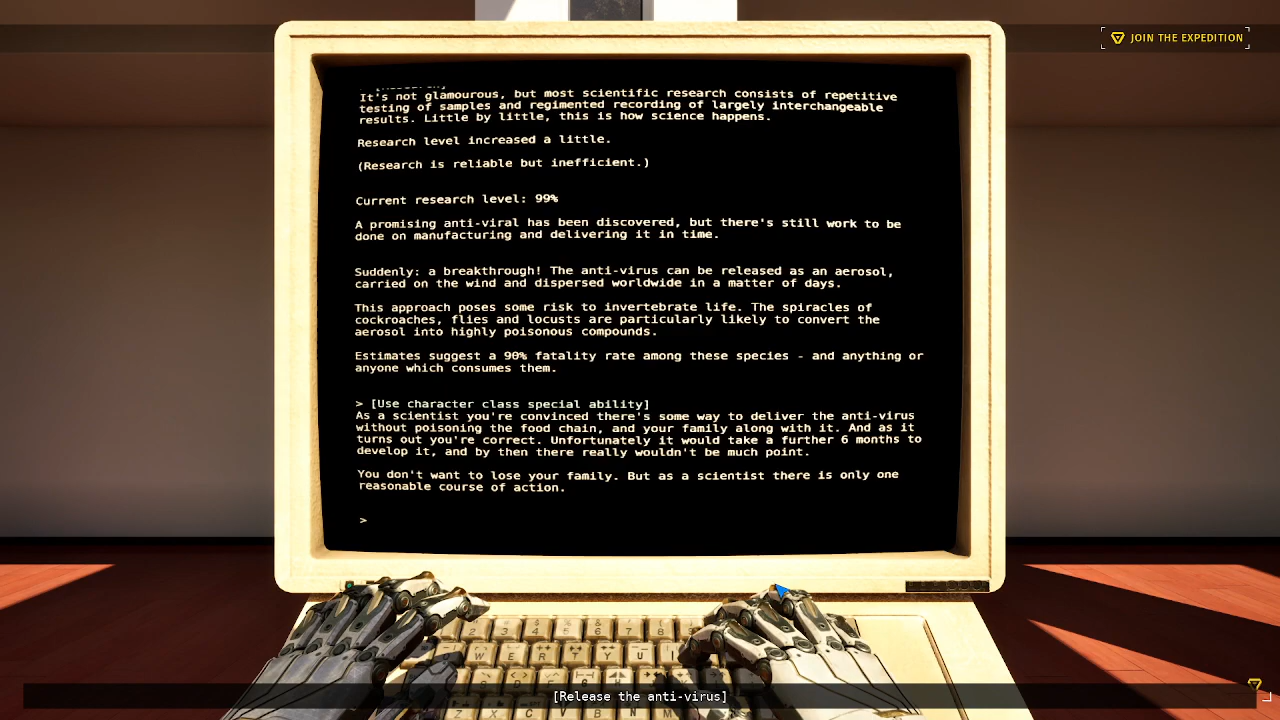 JOIN THE EXPEDITION
It's not glamourous, but most scientific research consists of repetitive
testing of samples and regimented recording of largely interchangeable
results. Little by little, this is how science happens.
Research level increased a little.
(Research is reliable but inefficient.)
Current research level: 99%
A promising anti-viral has been discovered, but there's still work to be
done on manufacturing and delivering it in time.
Suddenly: a breakthrough! The anti-virus can be released as an aerosol,
carried on the wind and dispersed worldwide in a matter of days.
This approach poses some risk to invertebrate life. The spiracles of
cockroaches, flies and locusts are particularly likely to convert the
aerosol into highly poisonous compounds.
Estimates suggest a 90% fatality rate among these species - and anything or
anyone which consumes them.
> [Use character class special ability]
As a scientist you're convinced there's some way to deliver the anti-virus
without poisoning the food chain, and your family along with it. And as it
turns out you're correct. Unfortunately it would take a further 6 months to
develop it, and by then there really wouldn't be much point.
You don't want to lose your family. But as a scientist there is only one
reasonable course of action.
>
2 3 4 5 6 7 8
W E R T Y U I
Z X C V B N M
[Release the anti-virus]